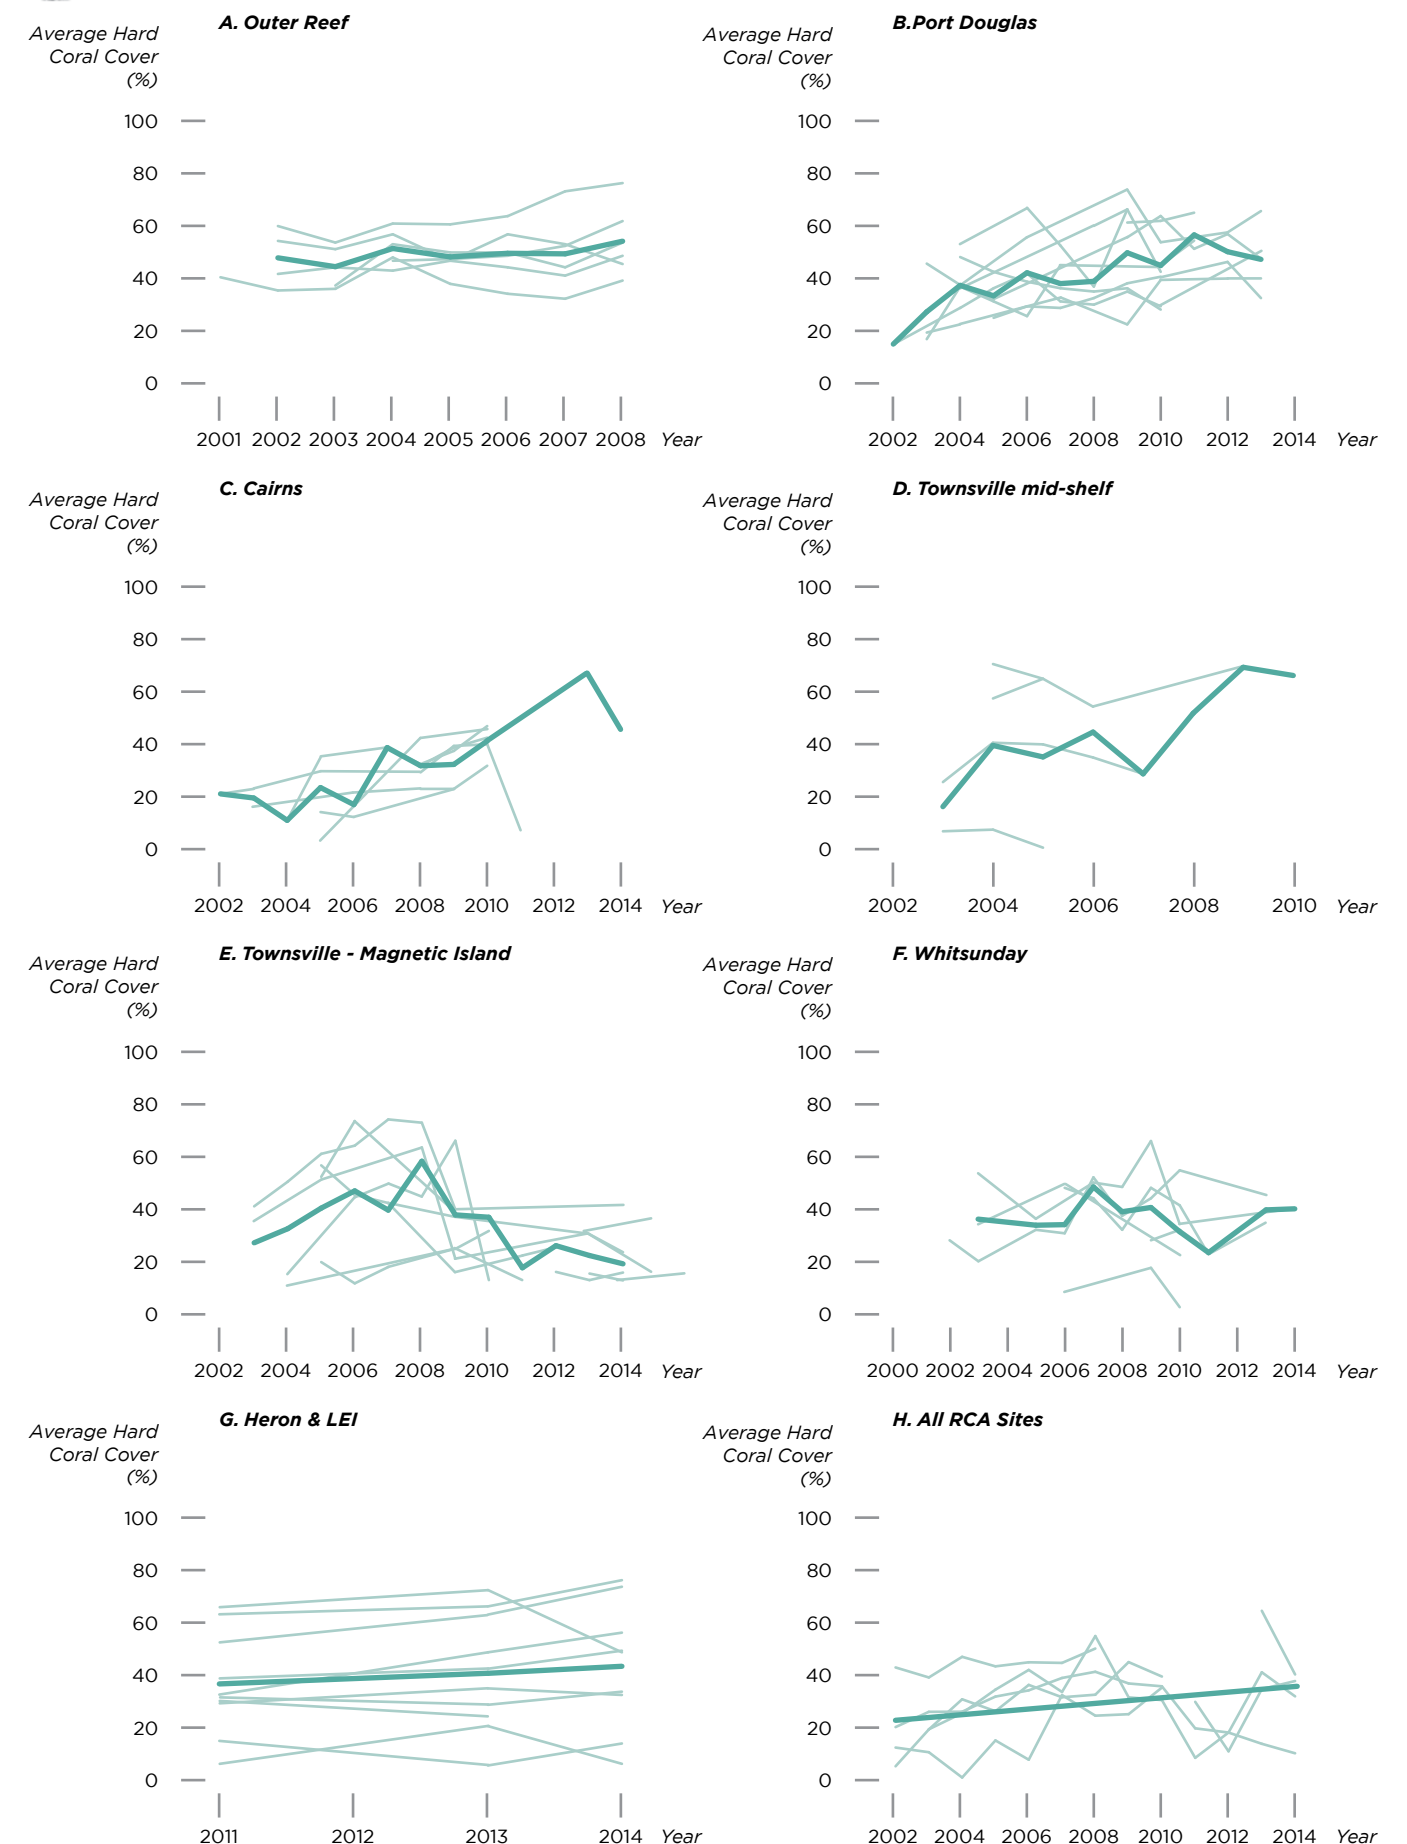 A. Outer Reef
Average Hard
Coral Cover
(%)
100
80
60
40
20
0
2001 2002 2003 2004 2005 2006 2007 2008 Year
B.Port Douglas
Average Hard
Coral Cover
(%)
100
80
60
40
20
0
2002 2004 2006 2008 2010 2012 2014 Year
C. Cairns
Average Hard
Coral Cover
(%)
100
80
60
40
20
0
2002 2004 2006 2008 2010 2012 2014 Year
D. Townsville mid-shelf
Average Hard
Coral Cover
(%)
100
80
60
40
20
0
2002 2004 2006 2008 2010 Year
E. Townsville - Magnetic Island
Average Hard
Coral Cover
(%)
100
80
60
40
20
0
2002 2004 2006 2008 2010 2012 2014 Year
F. Whitsunday
Average Hard
Coral Cover
(%)
100
80
60
40
20
0
2000 2002 2004 2006 2008 2010 2012 2014 Year
G. Heron & LEI
Average Hard
Coral Cover
(%)
100
80
60
40
20
0
2011 2012 2013 2014 Year
H. All RCA Sites
Average Hard
Coral Cover
(%)
100
80
60
40
20
0
2002 2004 2006 2008 2010 2012 2014 Year